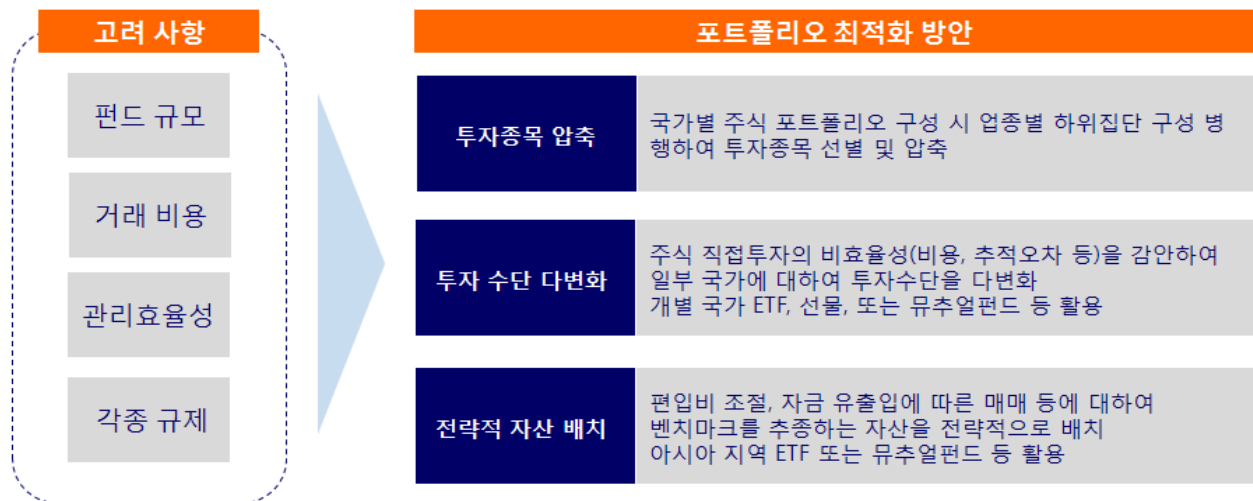 고려 사항
펀드 규모
거래 비용
관리효율성
각종 규제
포트폴리오 최적화 방안
투자종목 압축
국가별 주식 포트폴리오 구성 시 업종별 하위집단 구성 병
행하여 투자종목 선별 및 압축
투자 수단 다변화
주식 직접투자의 비효율성(비용, 추적오차 등)을 감안하여
일부 국가에 대하여 투자수단을 다변화
개별 국가 ETF, 선물, 또는 뮤추얼펀드 등 활용
전략적 자산 배치
편입비 조절, 자금 유출입에 따른 매매 등에 대하여
벤치마크를 추종하는 자산을 전략적으로 배치
아시아 지역 ETF 또는 뮤추얼펀드 등 활용